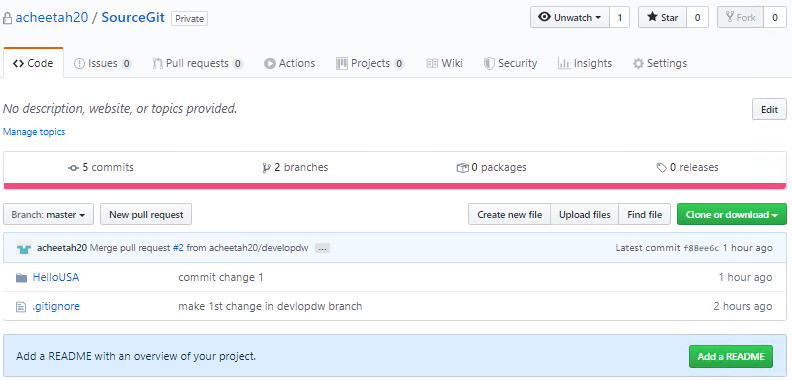 acheetah20 / SourceGit Private Unwatch 1 Star 0 Fork 0
Code Issues 0 Pull requests 0 Actions Projects 0 Wiki Security Insights Settings
No description, website, or topics provided. Edit
Manage topics
5 commits 2 branches 0 packages 0 releases
Branch: master New pull request Create new file Upload files Find file Clone or download
acheetah20 Merge pull request #2 from acheetah20/developdw ... Latest commit f88ee6c 1 hour ago
HelloUSA commit change 1 1 hour ago
.gitignore make 1st change in devlopdw branch 2 hours ago
Add a README with an overview of your project. Add a README